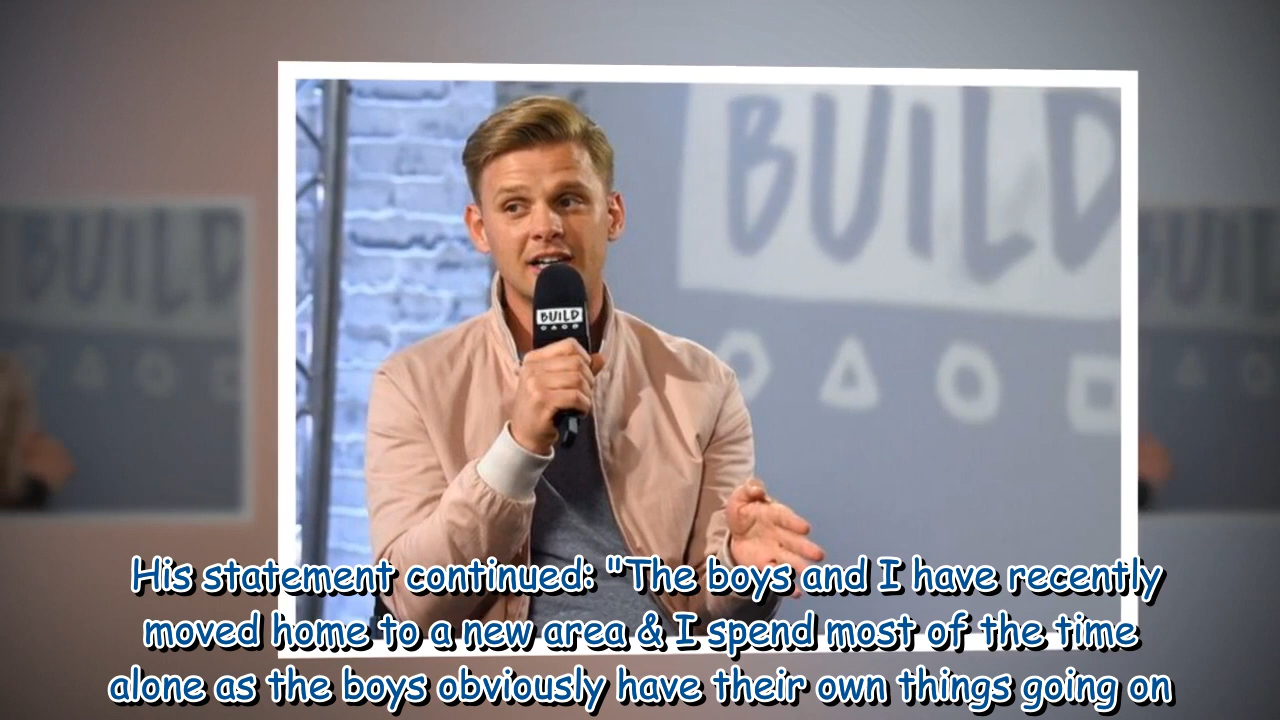 BUILD
BUILD
BUILD
BUILD
His statement continued: "The boys and I have recently
moved home to a new area & I spend most of the time
alone as the boys obviously have their own things going on